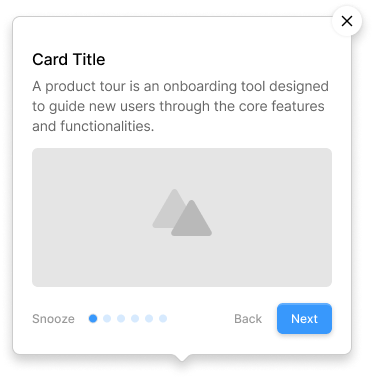 Card Title
A product tour is an onboarding tool designed
to guide new users through the core features
and functionalities.
Snooze
Back
Next